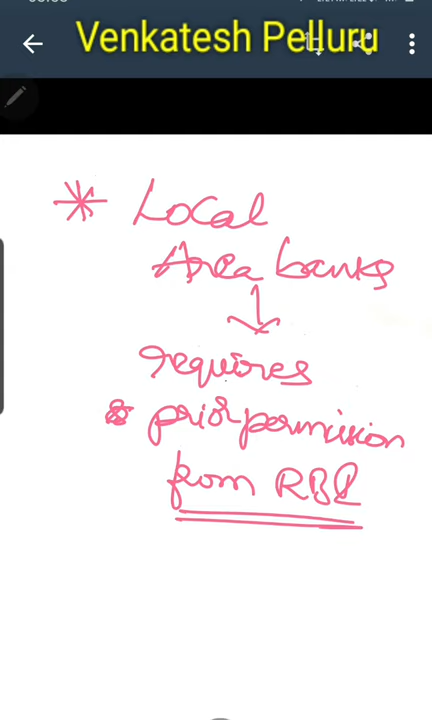 Venkatesh Pelluru
* Local
Area banks
↓
requires
prior permission
from RBI